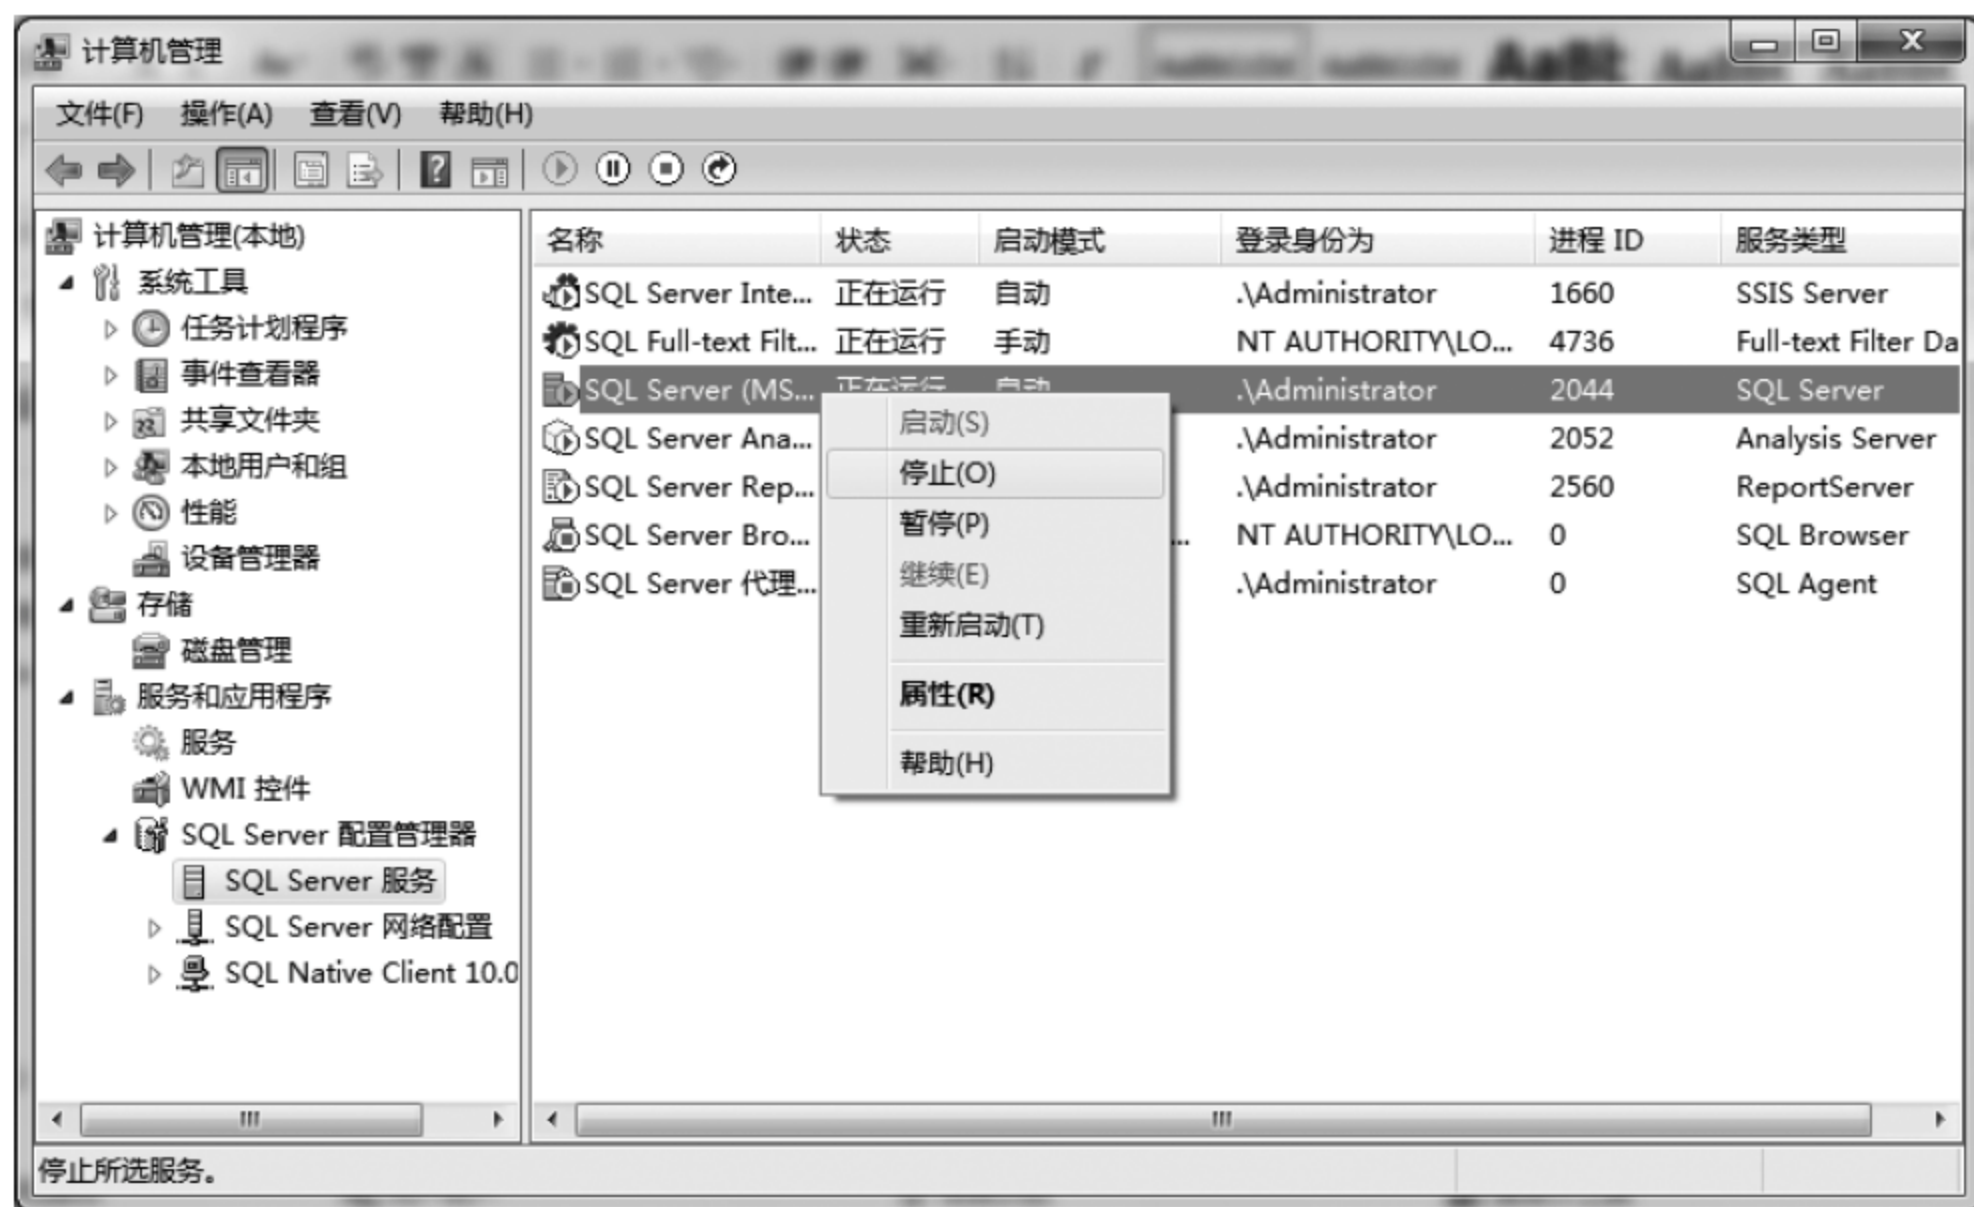 计算机管理
文件(F) 操作(A) 查看(V) 帮助(H)
计算机管理(本地)
系统工具
任务计划程序
事件查看器
共享文件夹
本地用户和组
性能
设备管理器
存储
磁盘管理
服务和应用程序
服务
WMI 控件
SQL Server 配置管理器
SQL Server 服务
SQL Server 网络配置
SQL Native Client 10.0
名称 状态 启动模式 登录身份为 进程 ID 服务类型
SQL Server Inte... 正在运行 自动 .\Administrator 1660 SSIS Server
SQL Full-text Filt... 正在运行 手动 NT AUTHORITY\LO... 4736 Full-text Filter Da
SQL Server (MS... 正在运行 自动 .\Administrator 2044 SQL Server
SQL Server Ana... .\Administrator 2052 Analysis Server
SQL Server Rep... .\Administrator 2560 ReportServer
SQL Server Bro... ... NT AUTHORITY\LO... 0 SQL Browser
SQL Server 代理... .\Administrator 0 SQL Agent
启动(S)
停止(O)
暂停(P)
继续(E)
重新启动(T)
属性(R)
帮助(H)
停止所选服务。